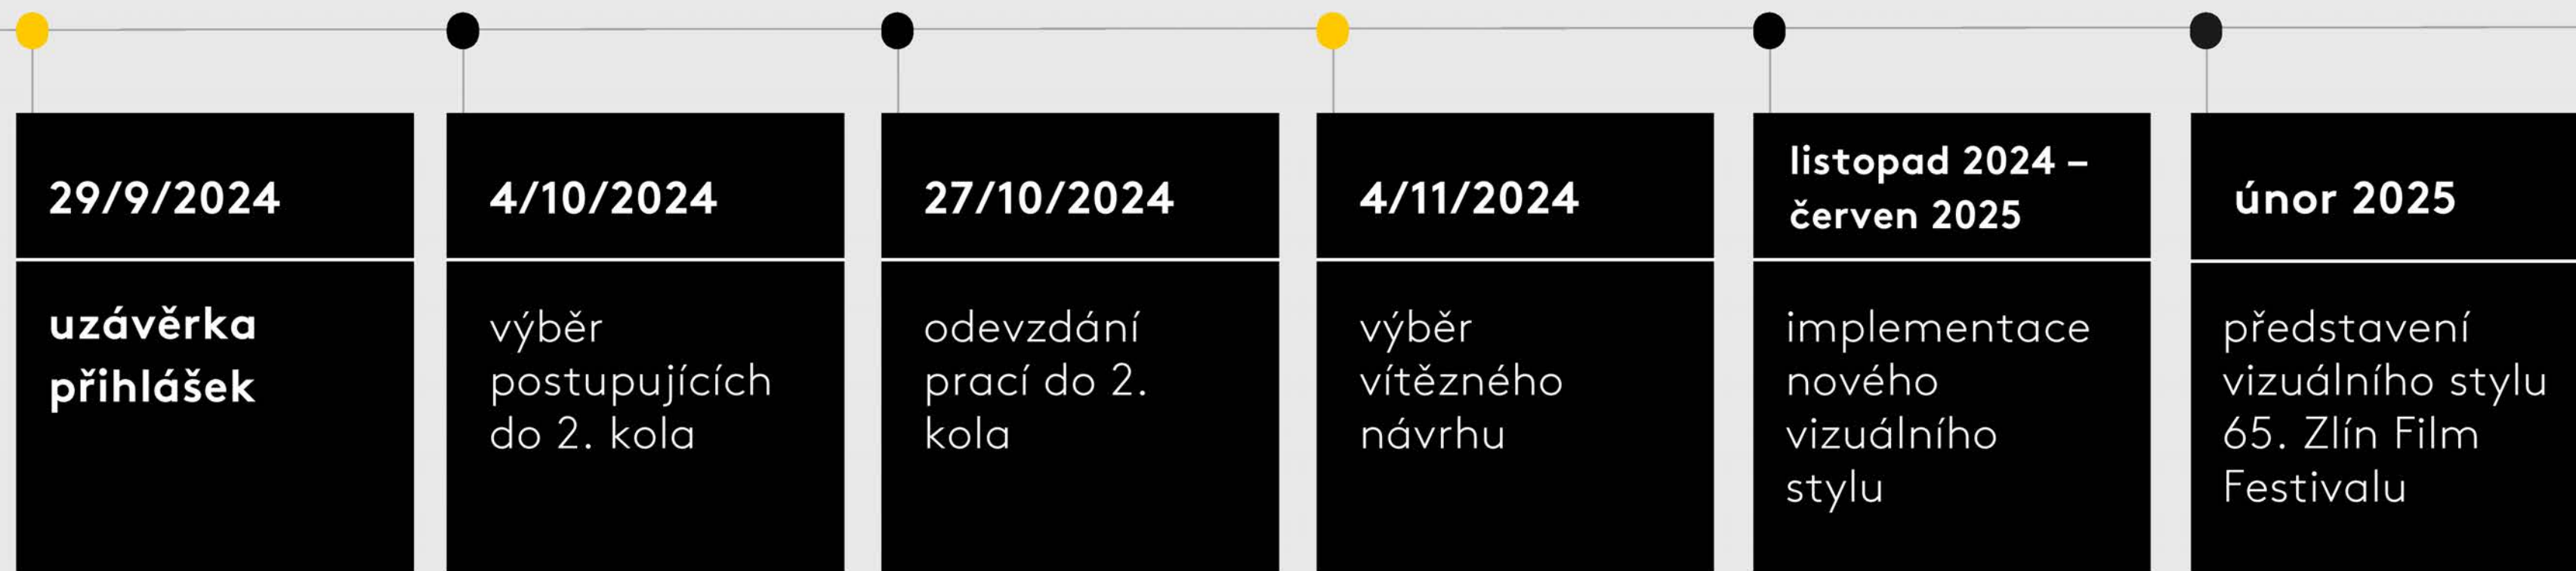 29/9/2024
uzávěrka
přihlášek
4/10/2024
výběr
postupujících
do 2. kola
27/10/2024
odevzdání
prací do 2.
kola
4/11/2024
výběr
vítězného
návrhu
listopad 2024 –
červen 2025
implementace
nového
vizuálního
stylu
únor 2025
představení
vizuálního stylu
65. Zlín Film
Festivalu